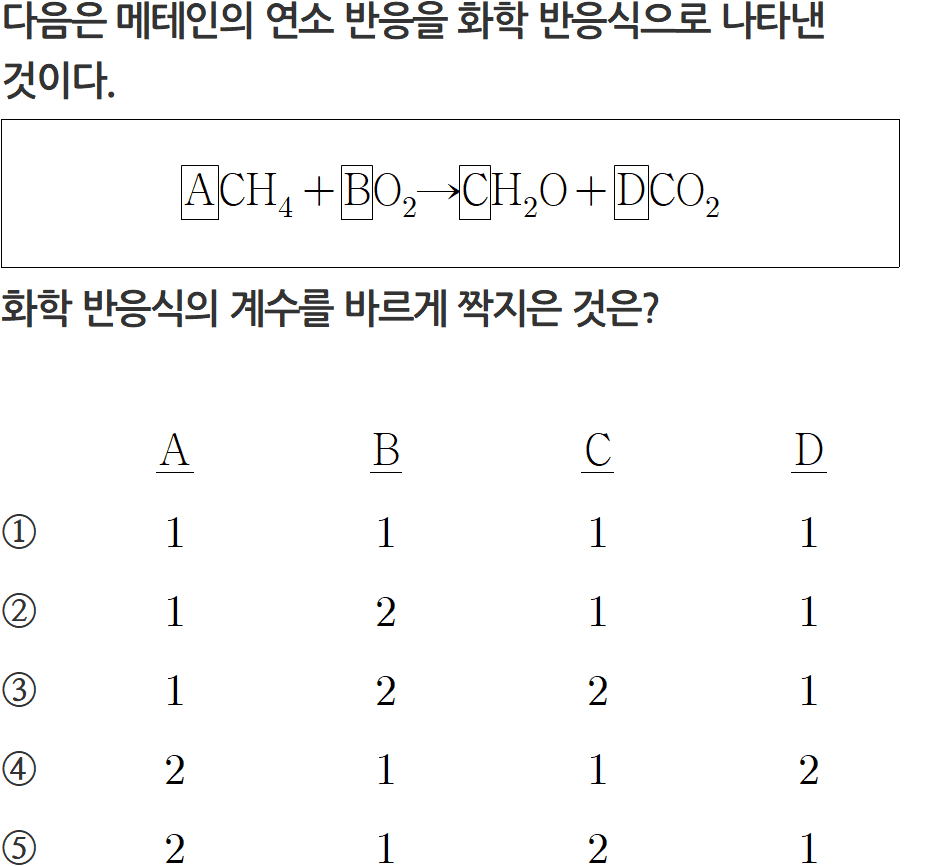 다음은 메테인의 연소 반응을 화학 반응식으로 나타낸
것이다.
ACH₄ + BO₂ → CH₂O + DCO₂
화학 반응식의 계수를 바르게 짝지은 것은?
A B C D
① 1 1 1 1
② 1 2 1 1
③ 1 2 2 1
④ 2 1 1 2
⑤ 2 1 2 1